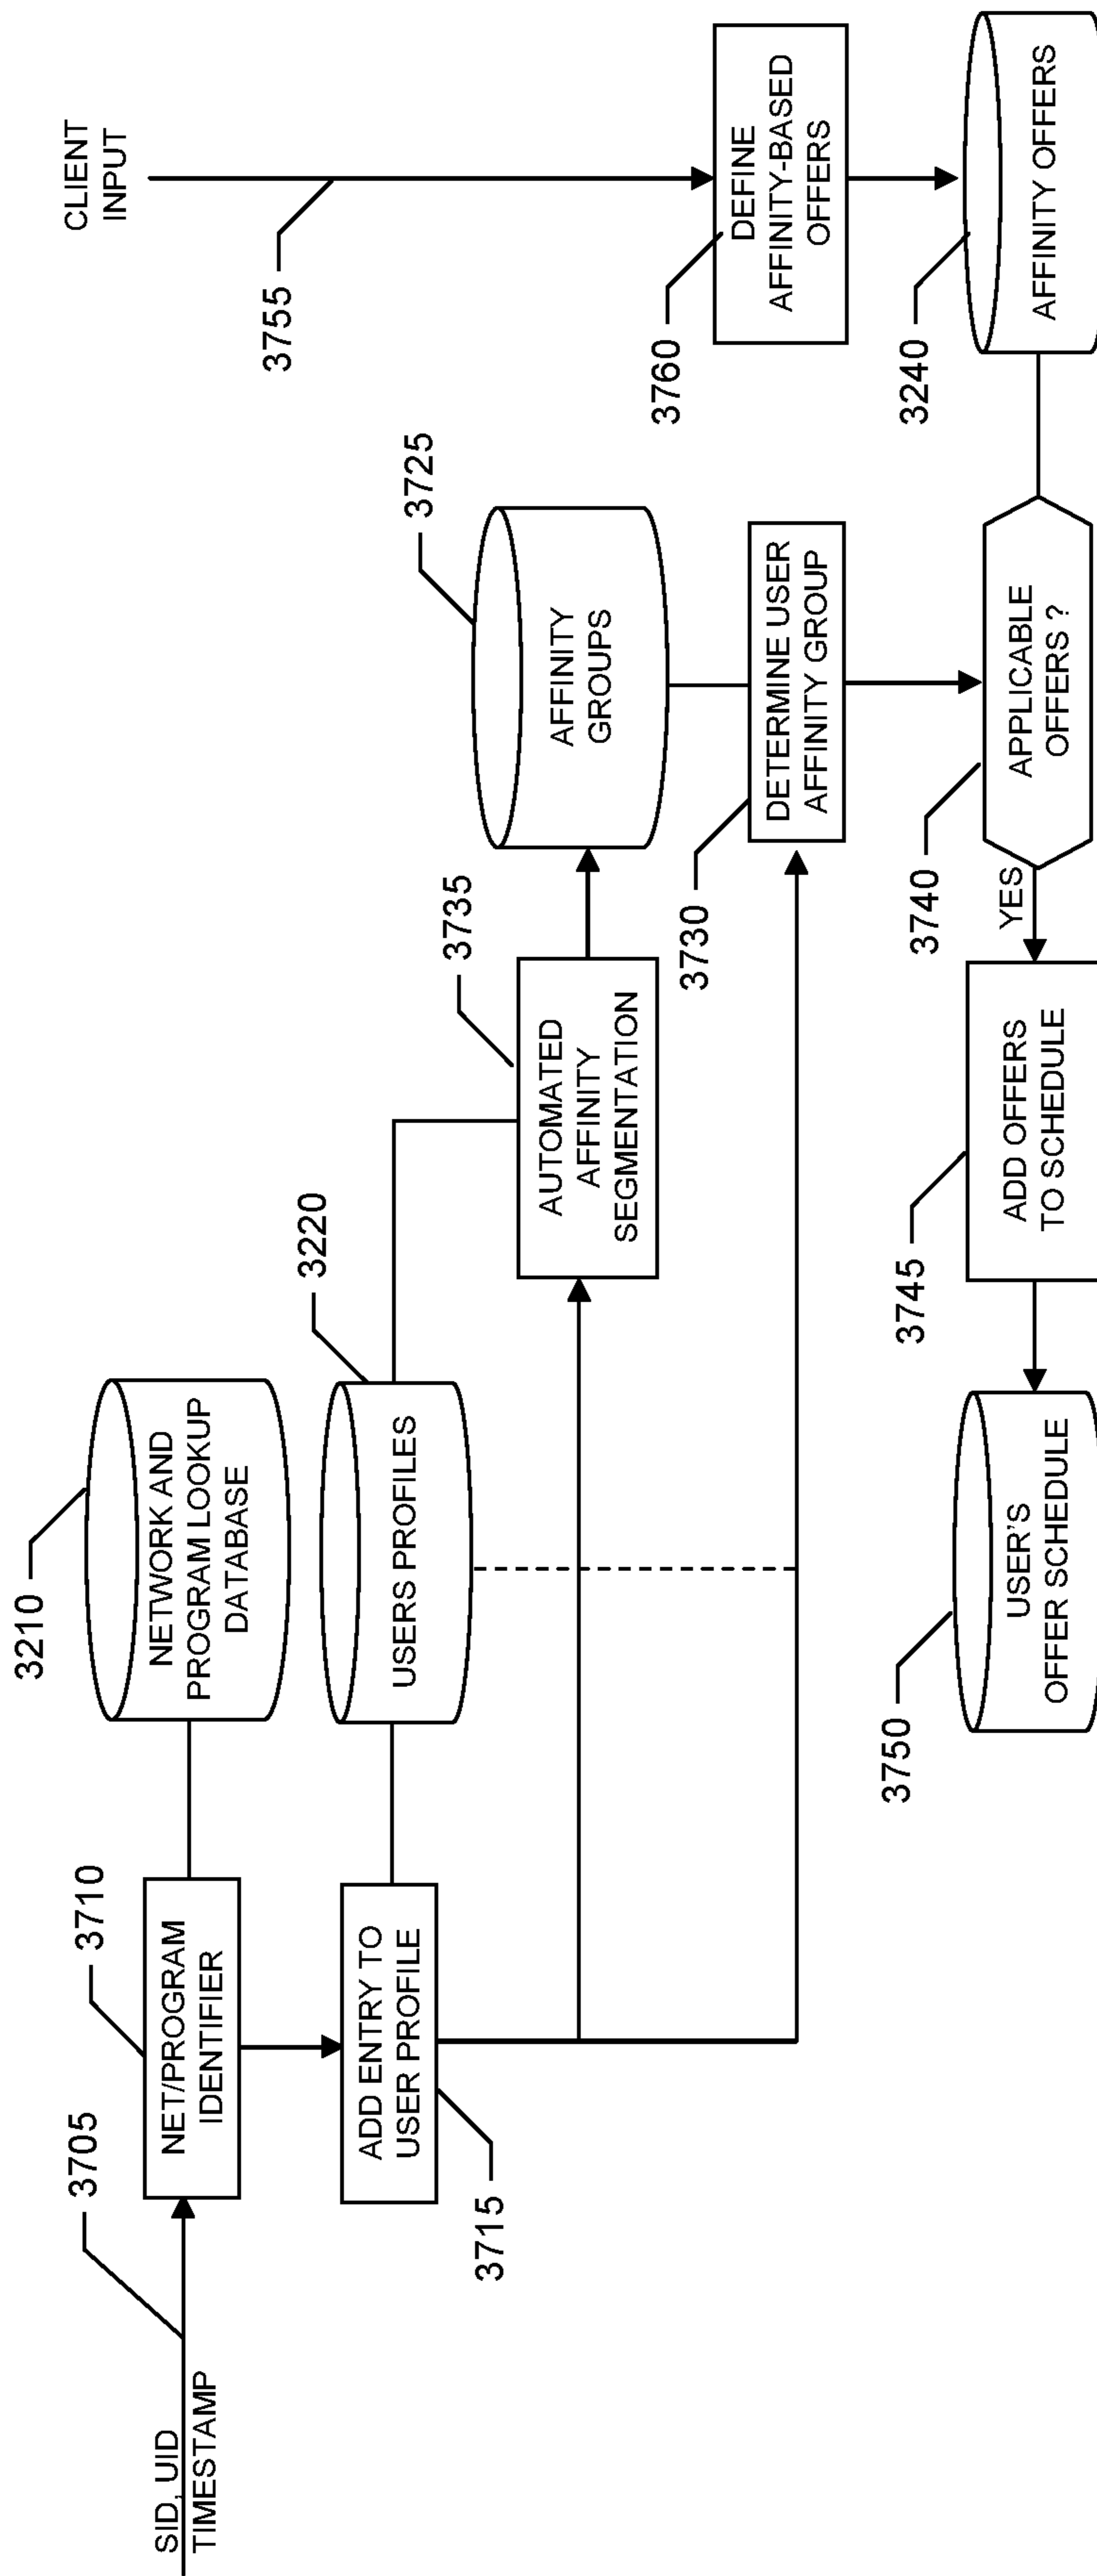 SID, UID
TIMESTAMP
3705
NET/PROGRAM
IDENTIFIER
3710
3210
NETWORK AND
PROGRAM LOOKUP
DATABASE
ADD ENTRY TO
USER PROFILE
3715
USERS PROFILES
3220
AUTOMATED
AFFINITY
SEGMENTATION
3735
AFFINITY
GROUPS
3725
DETERMINE USER
AFFINITY GROUP
3730
CLIENT
INPUT
3755
DEFINE
AFFINITY-BASED
OFFERS
3760
AFFINITY OFFERS
3240
APPLICABLE
OFFERS ?
3740
YES
ADD OFFERS
TO SCHEDULE
3745
USER'S
OFFER SCHEDULE
3750